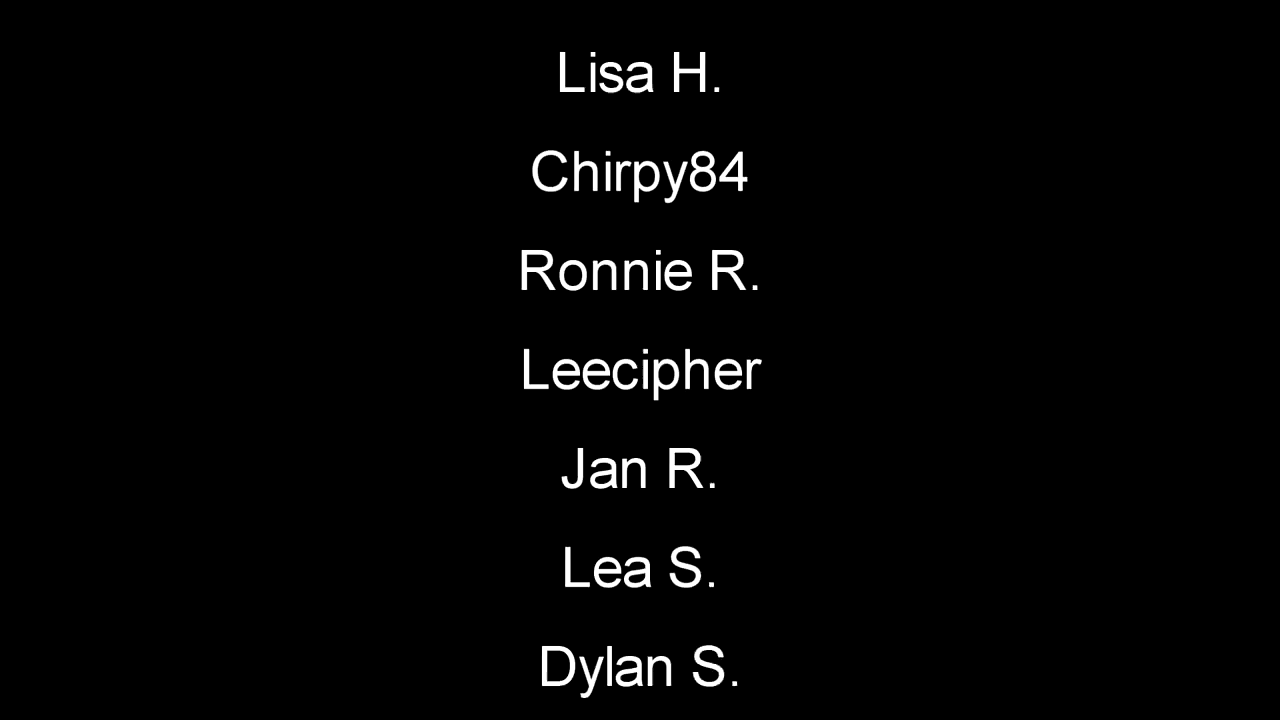 Lisa H.
Chirpy84
Ronnie R.
Leecipher
Jan R.
Lea S.
Dylan S.